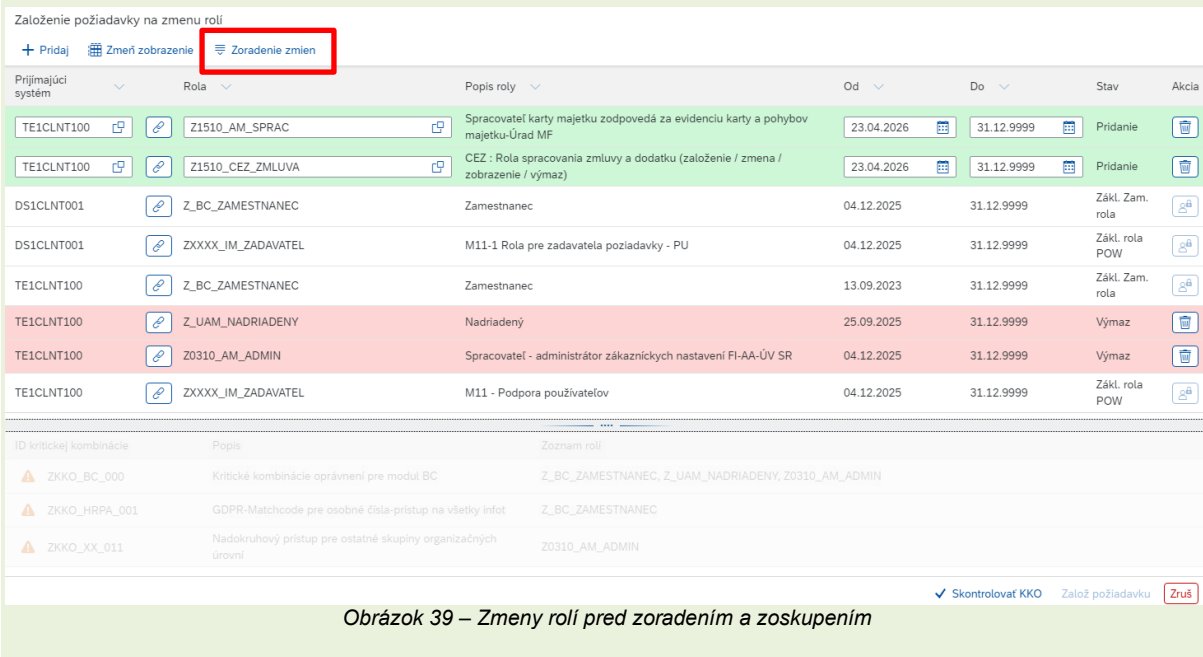 Založenie požiadavky na zmenu rolí
Pridaj Zmeň zobrazenie Zoradenie zmien
Prijímajúci systém Rola Popis roly Od Do Stav Akcia
TE1CLNT100 Z1510_AM_SPRAC Spracovateľ karty majetku zodpovedá za evidenciu karty a pohybov majetku-Úrad MF 23.04.2026 31.12.9999 Pridanie
TE1CLNT100 Z1510_CEZ_ZMLUVA CEZ : Rola spracovania zmluvy a dodatku (založenie / zmena / zobrazenie / výmaz) 23.04.2026 31.12.9999 Pridanie
DS1CLNT001 Z_BC_ZAMESTNANEC Zamestnanec 04.12.2025 31.12.9999 Zákl. Zam. rola
DS1CLNT001 ZXXXX_IM_ZADAVATEL M11-1 Rola pre zadavatela poziadavky - PU 04.12.2025 31.12.9999 Zákl. rola POW
TE1CLNT100 Z_BC_ZAMESTNANEC Zamestnanec 13.09.2023 31.12.9999 Zákl. Zam. rola
TE1CLNT100 Z_UAM_NADRIADENY Nadriadený 25.09.2025 31.12.9999 Výmaz
TE1CLNT100 Z0310_AM_ADMIN Spracovateľ - administrátor zákazníckych nastavení FI-AA-ÚV SR 04.12.2025 31.12.9999 Výmaz
TE1CLNT100 ZXXXX_IM_ZADAVATEL M11 - Podpora používateľov 04.12.2025 31.12.9999 Zákl. rola POW
ID kritickej kombinácie Popis Zoznam rolí
ZKKO_BC_000 Kritické kombinácie oprávnení pre modul BC Z_BC_ZAMESTNANEC, Z_UAM_NADRIADENY, Z0310_AM_ADMIN
ZKKO_HRPA_001 GDPR-Matchcode pre osobné čísla-prístup na všetky infot Z_BC_ZAMESTNANEC
ZKKO_XX_011 Nadokruhový prístup pre ostatné skupiny organizačných úrovní Z0310_AM_ADMIN
Skontrolovať KKO Založ požiadavku Zruš
Obrázok 39 – Zmeny rolí pred zoradením a zoskupením